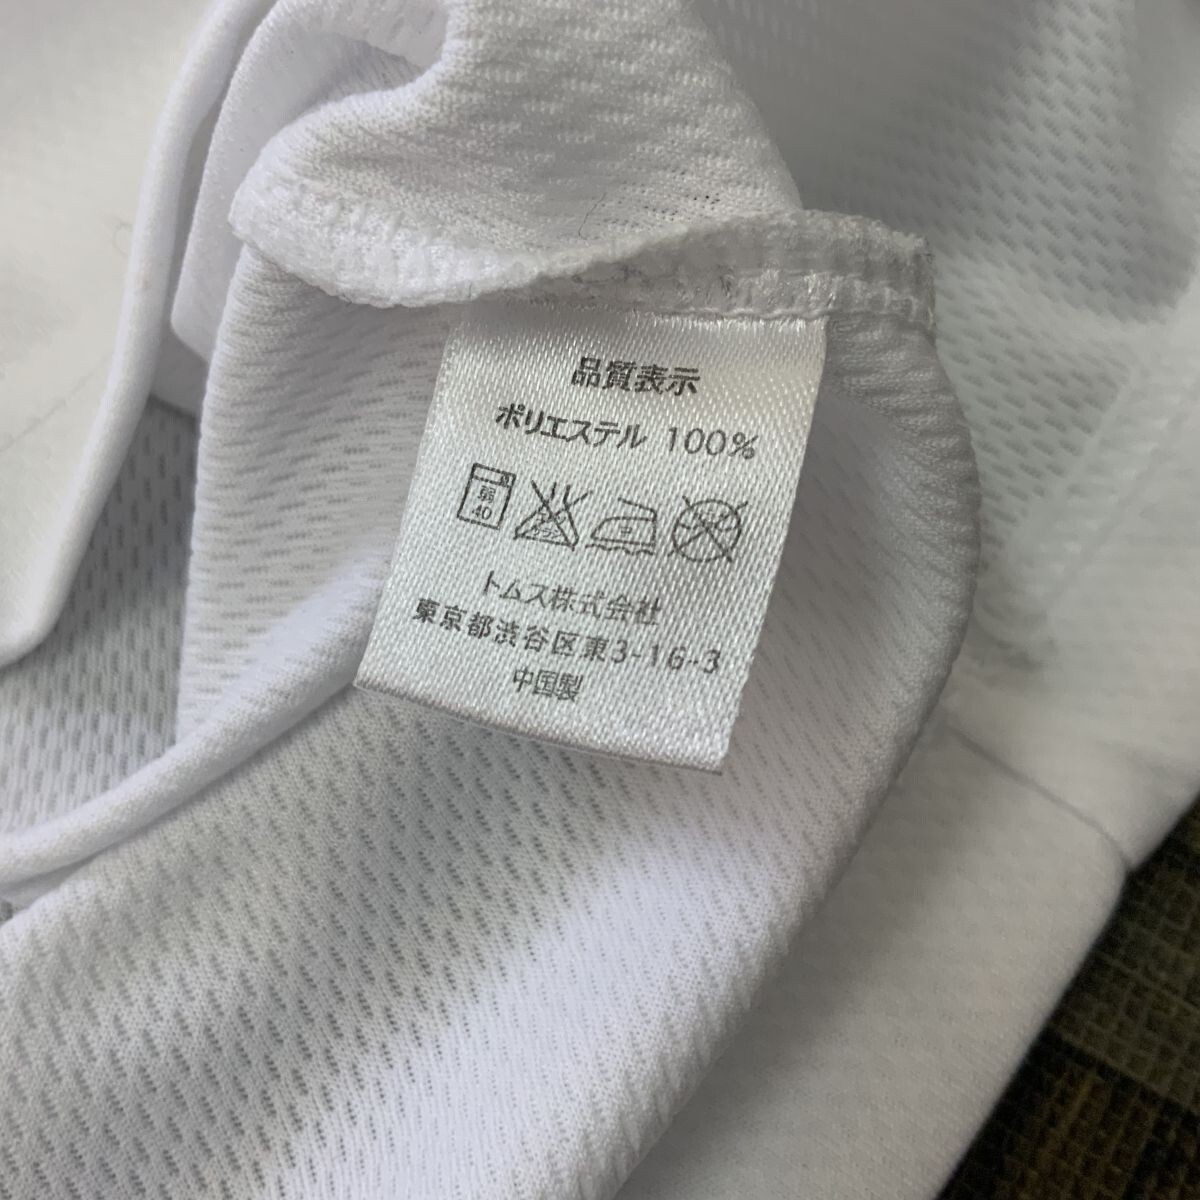 品質表示
ポリエステル 100%
弱
40
トムス株式会社
東京都渋谷区東3-16-3
中国製